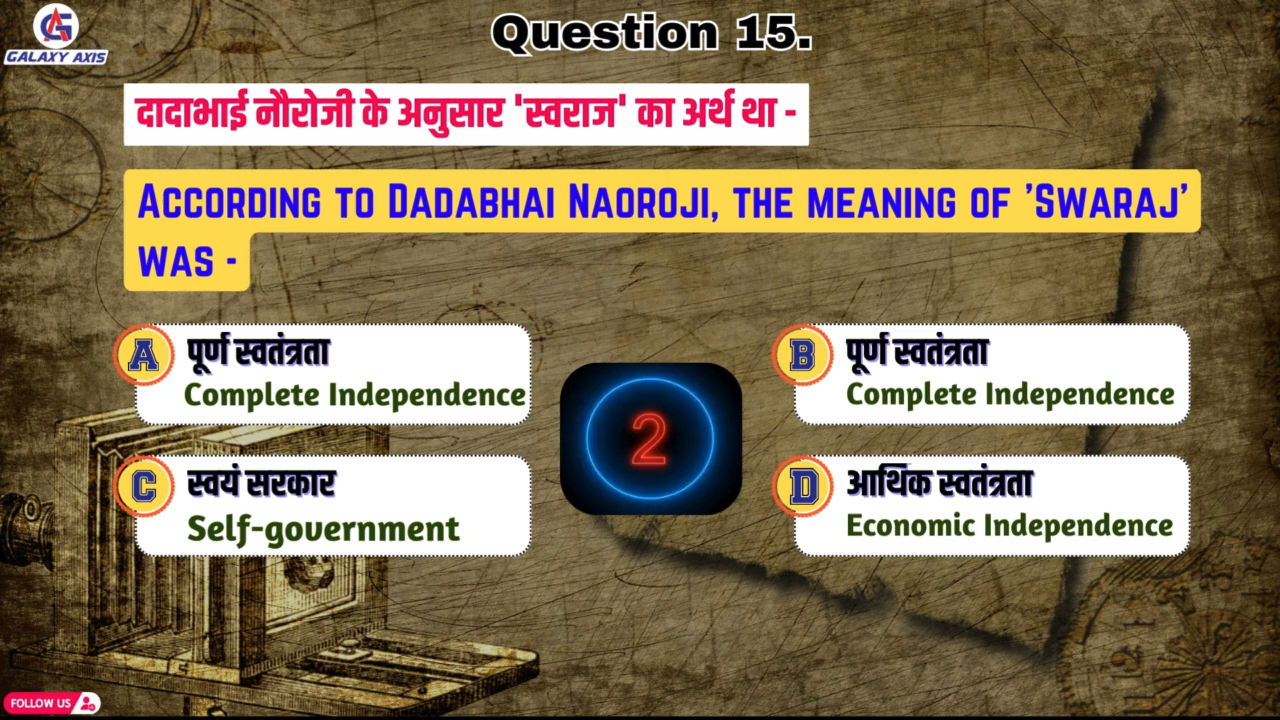 GALAXY AXIS
Question 15.
दादाभाई नौरोजी के अनुसार 'स्वराज' का अर्थ था -
According to Dadabhai Naoroji, the meaning of 'Swaraj'
was -
A पूर्ण स्वतंत्रता
Complete Independence
B पूर्ण स्वतंत्रता
Complete Independence
2
C स्वयं सरकार
Self-government
D आर्थिक स्वतंत्रता
Economic Independence
FOLLOW US